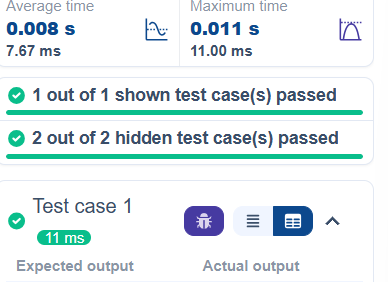 Average time
Maximum time
0.008 s
0.011 s
7.67 ms
11.00 ms
1 out of 1 shown test case(s) passed
2 out of 2 hidden test case(s) passed
Test case 1
11 ms
Expected output
Actual output